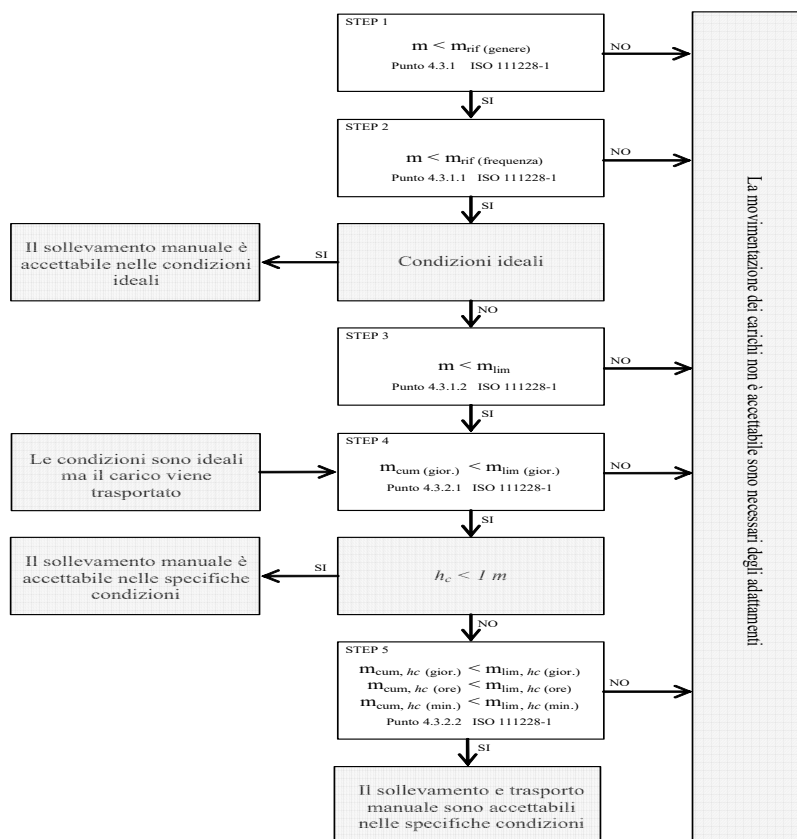 STEP 1
m < mrif (genere)
Punto 4.3.1 ISO 111228-1
NO
SI
STEP 2
m < mrif (frequenza)
Punto 4.3.1.1 ISO 111228-1
NO
SI
Il sollevamento manuale è
accettabile nelle condizioni
ideali
SI
Condizioni ideali
NO
STEP 3
m < mlim
Punto 4.3.1.2 ISO 111228-1
NO
SI
Le condizioni sono ideali
ma il carico viene
trasportato
STEP 4
mcum (gior.) < mlim (gior.)
Punto 4.3.2.1 ISO 111228-1
NO
SI
Il sollevamento manuale è
accettabile nelle specifiche
condizioni
SI
hc < 1 m
NO
STEP 5
mcum, hc (gior.) < mlim, hc (gior.)
mcum, hc (ore) < mlim, hc (ore)
mcum, hc (min.) < mlim, hc (min.)
Punto 4.3.2.2 ISO 111228-1
NO
SI
Il sollevamento e trasporto
manuale sono accettabili
nelle specifiche condizioni
La movimentazione dei carichi non è accettabile sono necessari degli adattamenti